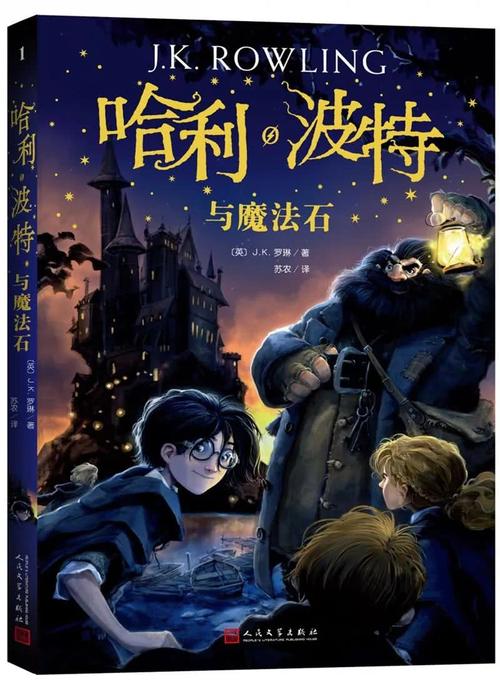 J.K. ROWLING
哈利·波特
与魔法石
〔英〕J.K.罗琳/著
苏农/译
人民文学出版社
PEOPLE'S LITERATURE PUBLISHING HOUSE
1
哈利·波特
与魔法石
〔英〕J.K.罗琳 著
苏农/译
人民文学出版社